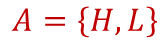 A = {H, L}